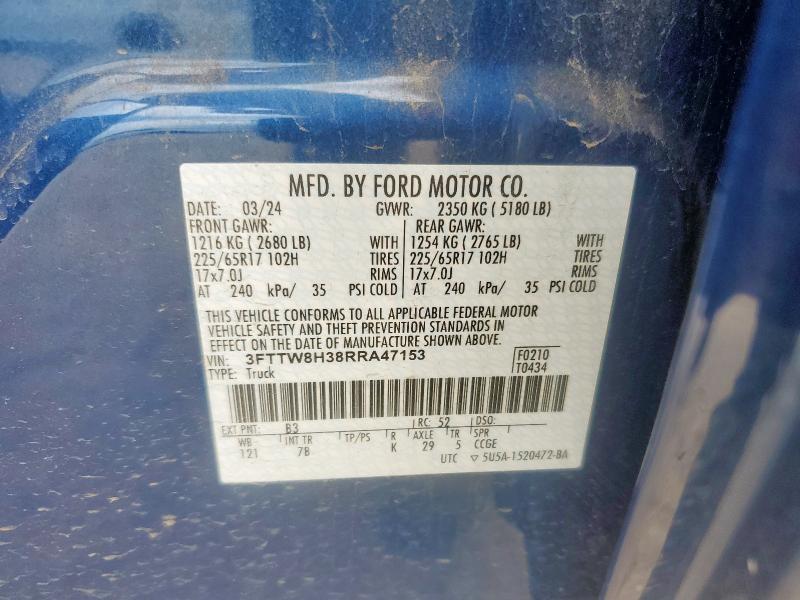 MFD. BY FORD MOTOR CO.
DATE: 03/24 GVWR: 2350 KG ( 5180 LB)
FRONT GAWR: REAR GAWR:
1216 KG ( 2680 LB) WITH 1254 KG ( 2765 LB) WITH
225/65R17 102H TIRES 225/65R17 102H TIRES
17x7.0J RIMS 17x7.0J RIMS
AT 240 kPa/ 35 PSI COLD AT 240 kPa/ 35 PSI COLD
THIS VEHICLE CONFORMS TO ALL APPLICABLE FEDERAL MOTOR
VEHICLE SAFETY AND THEFT PREVENTION STANDARDS IN
EFFECT ON THE DATE OF MANUFACTURE SHOWN ABOVE.
VIN: 3FTTW8H38RRA47153 F0210
TYPE: Truck T0434
EXT PNT: B3 RC: 52 DSO:
WB INT TR TP/PS R AXLE TR SPR
121 7B K 29 5 CCGE
UTC ▽ 5U5A-1520472-BA